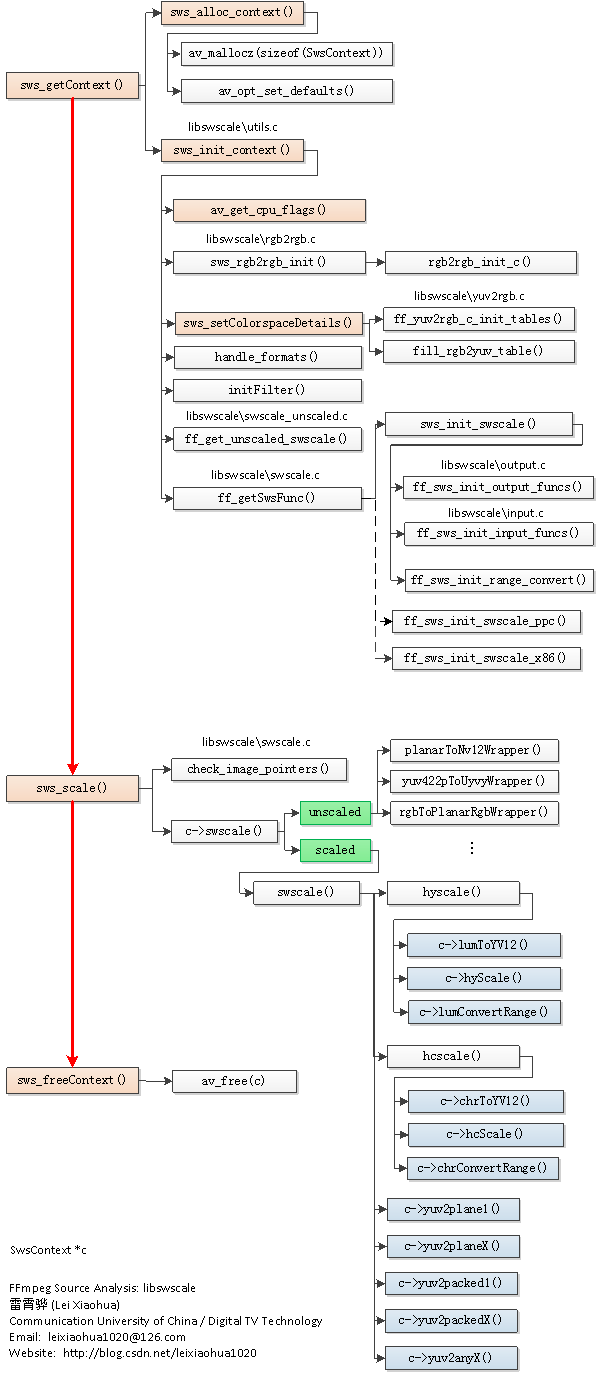 sws_alloc_context()
av_mallocz(sizeof(SwsContext))
sws_getContext()
av_opt_set_defaults()
libswscale\utils.c
sws_init_context()
av_get_cpu_flags()
libswscale\rgb2rgb.c
sws_rgb2rgb_init()
rgb2rgb_init_c()
libswscale\yuv2rgb.c
sws_setColorspaceDetails()
ff_yuv2rgb_c_init_tables()
handle_formats()
fill_rgb2yuv_table()
initFilter()
libswscale\swscale_unscaled.c
ff_get_unscaled_swscale()
sws_init_swscale()
libswscale\swscale.c
ff_getSwsFunc()
libswscale\output.c
ff_sws_init_output_funcs()
libswscale\input.c
ff_sws_init_input_funcs()
ff_sws_init_range_convert()
ff_sws_init_swscale_ppc()
ff_sws_init_swscale_x86()
libswscale\swscale.c
check_image_pointers()
sws_scale()
c->swscale()
unscaled
planarToNv12Wrapper()
yuv422pToUyvyWrapper()
rgbToPlanarRgbWrapper()
⋮
scaled
swscale()
hyscale()
c->lumToYV12()
c->hyScale()
c->lumConvertRange()
hcscale()
sws_freeContext()
av_free(c)
c->chrToYV12()
c->hcScale()
c->chrConvertRange()
c->yuv2plane1()
c->yuv2planeX()
c->yuv2packed1()
c->yuv2packedX()
c->yuv2anyX()
SwsContext *c
FFmpeg Source Analysis: libswscale
雷霄骅 (Lei Xiaohua)
Communication University of China / Digital TV Technology
Email: leixiaohua1020@126.com
Website: http://blog.csdn.net/leixiaohua1020